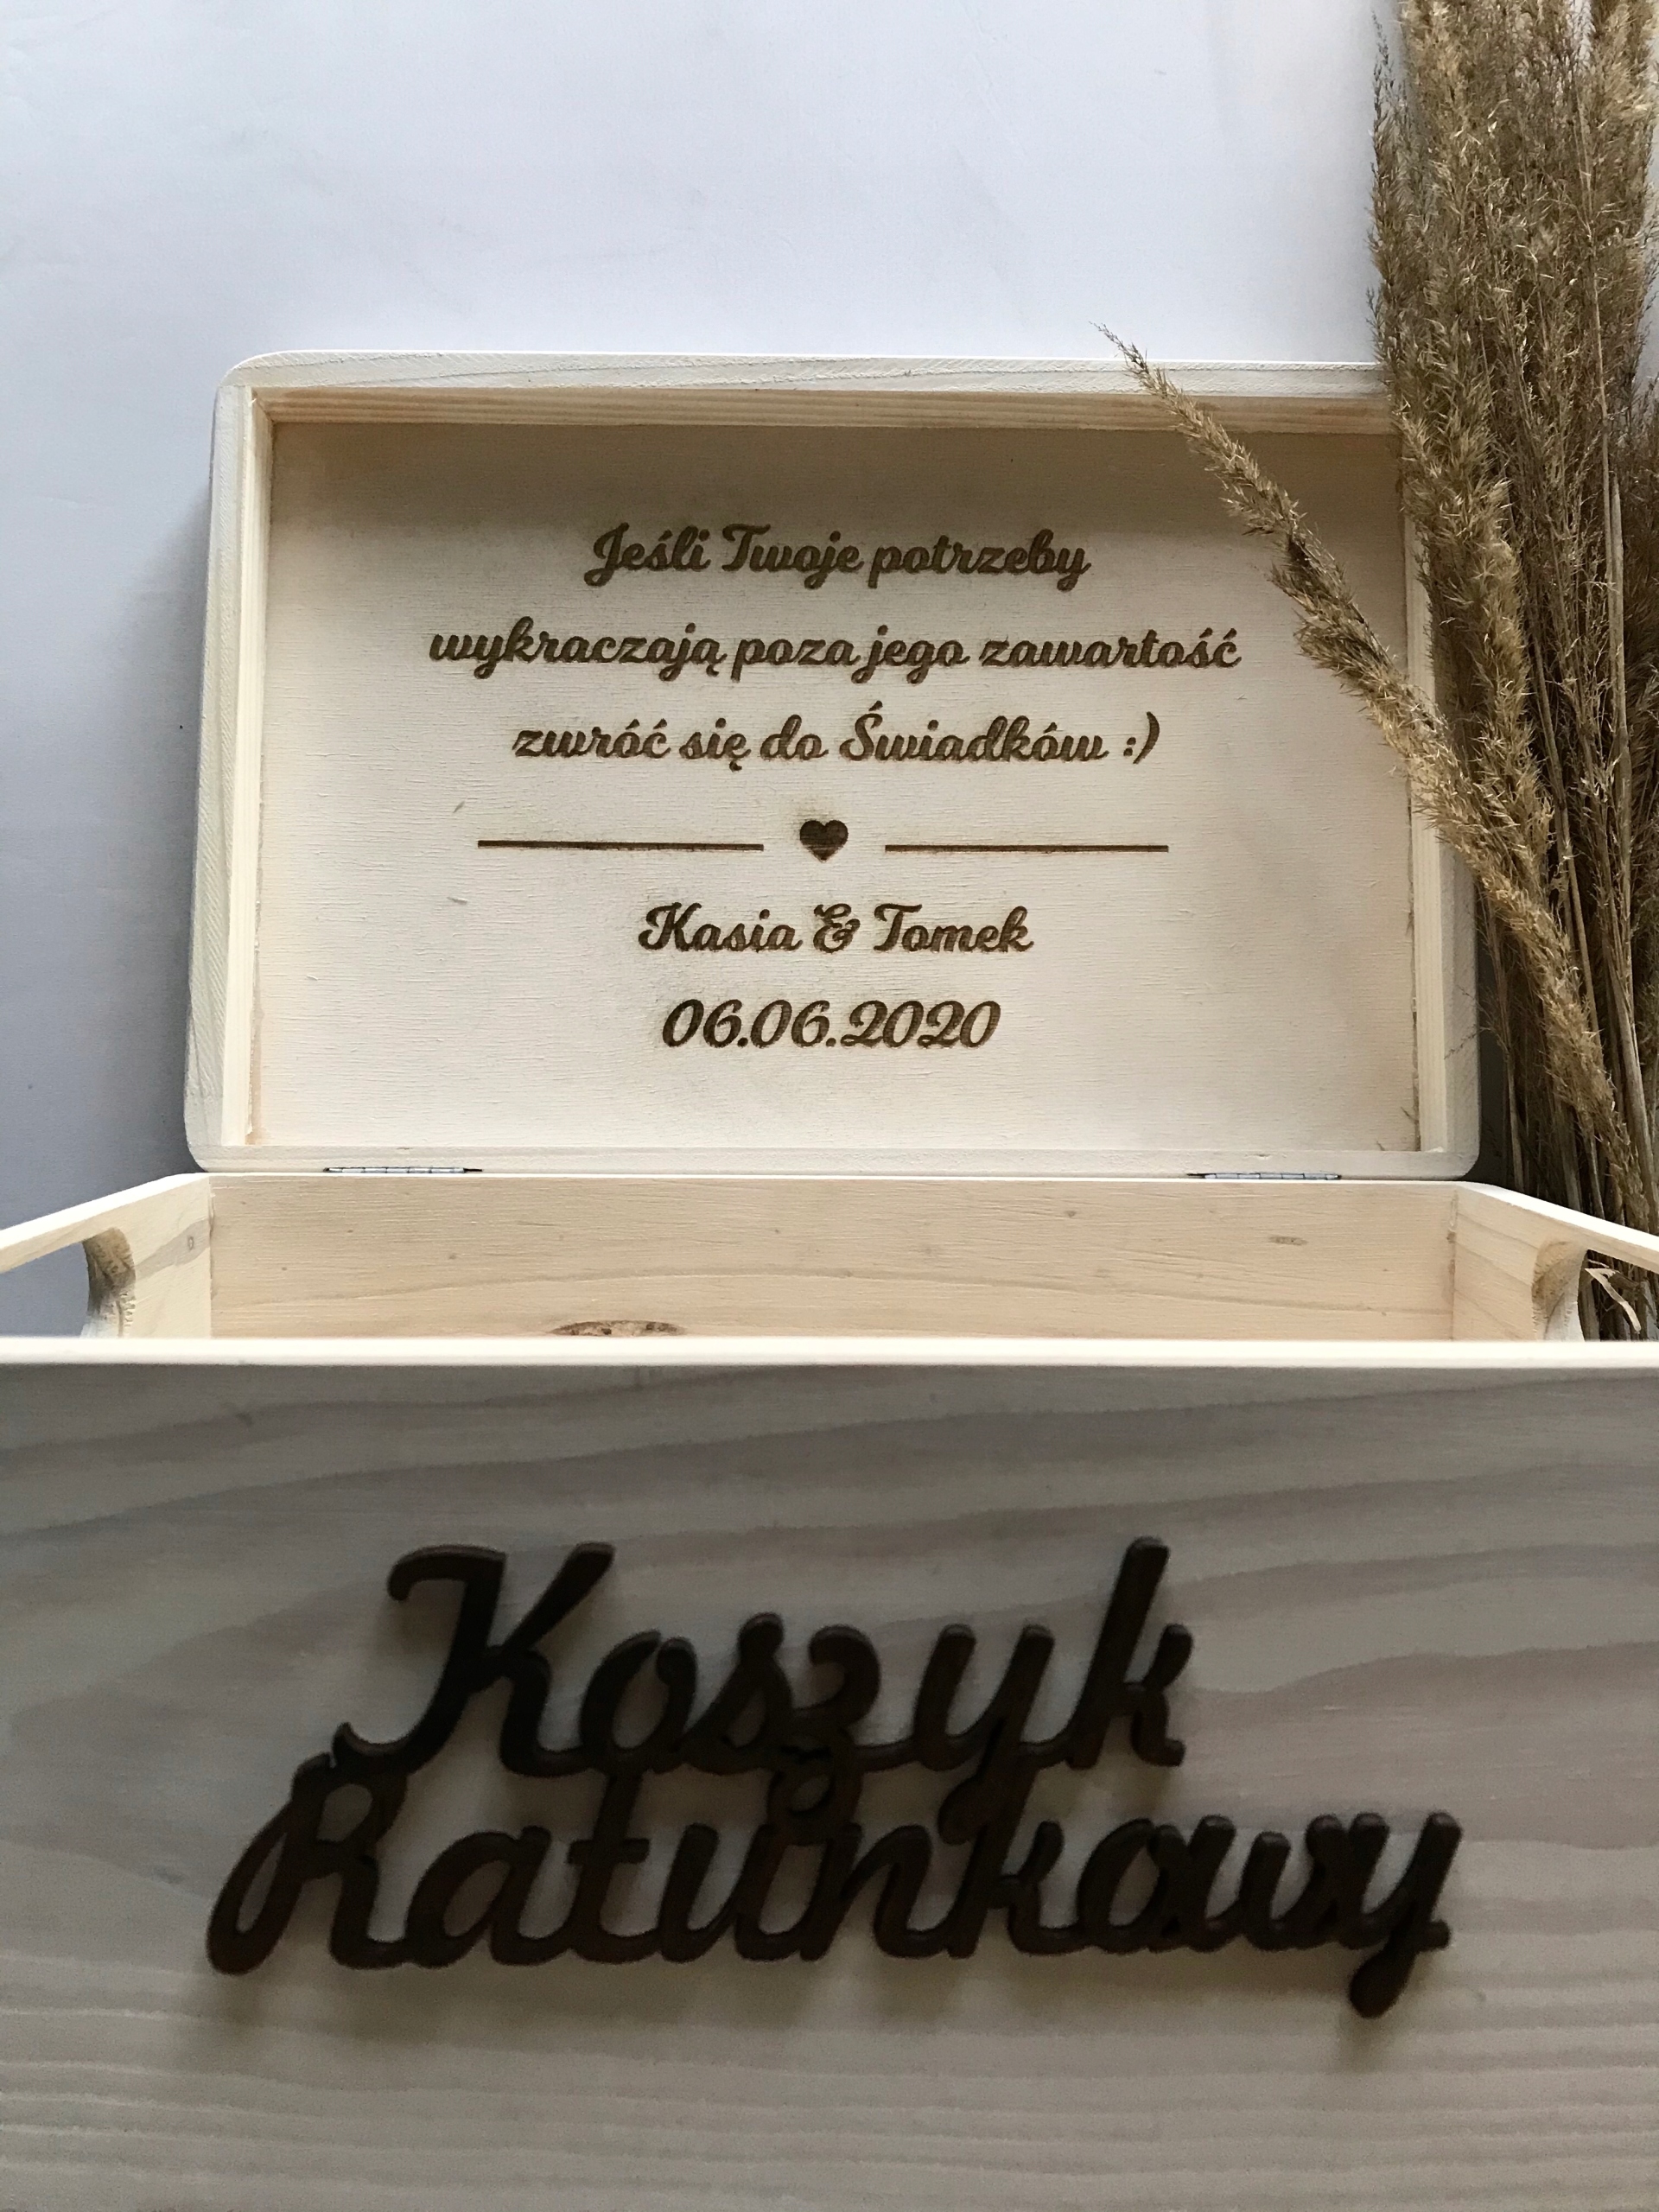 Jeśli Twoje potrzeby
wykraczają poza jego zawartość
zwróć się do Świadków :)
Kasia & Tomek
06.06.2020
Koszyk
Ratunkowy